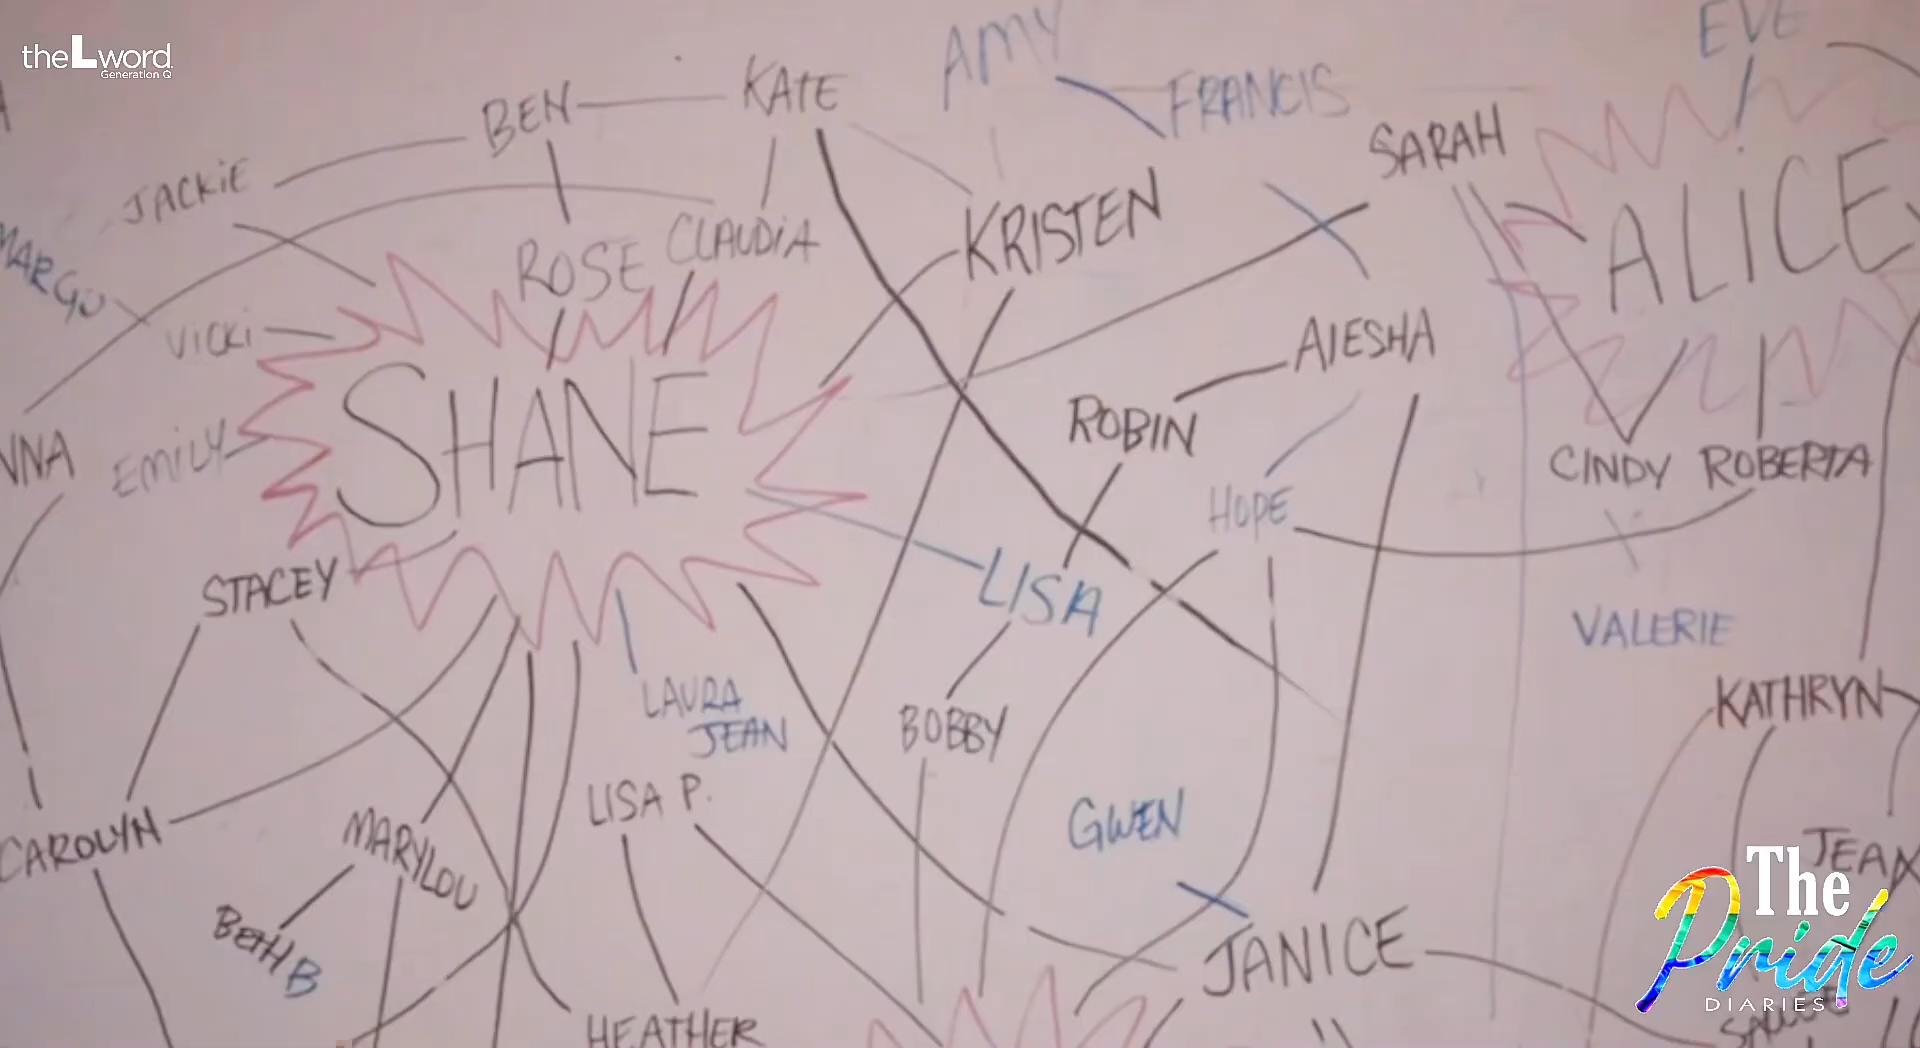 theLword
Generation Q
AMY
EVE
KATE
BEN
FRANCIS
SARAH
JACKiE
KRISTEN
ALiCE
CLAUDiA
ROSE
MARGO
VICKi
AIESHA
SHANE
ROBIN
EMiLY
CINDY
ROBERTA
HOPE
STACEY
LISA
VALERIE
LAURA
JEAN
KATHRYN
BOBBY
LISA P.
GWEN
CAROLYN
MARYLOU
BETH B
JANICE
HEATHER
The
Pride
DIARIES